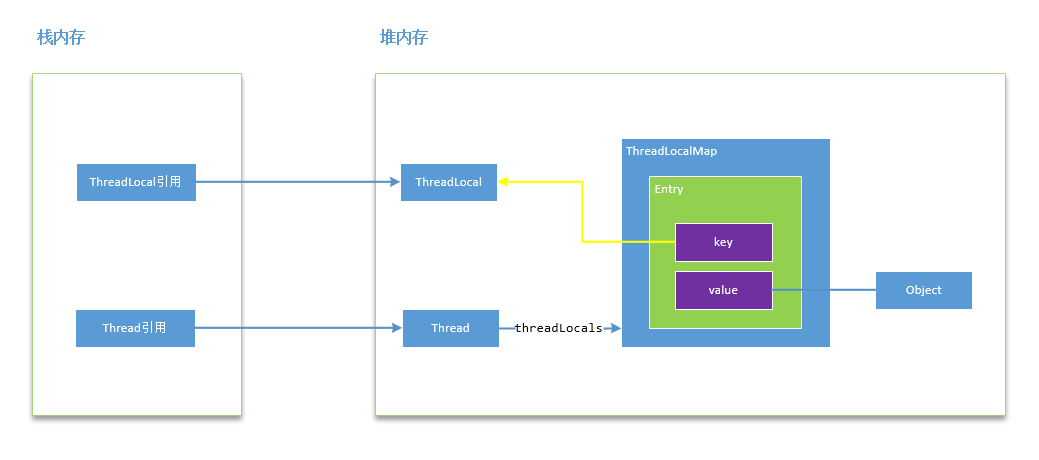 栈内存
堆内存
ThreadLocalMap
Entry
ThreadLocal引用
ThreadLocal
key
value
Object
Thread引用
Thread
threadLocals